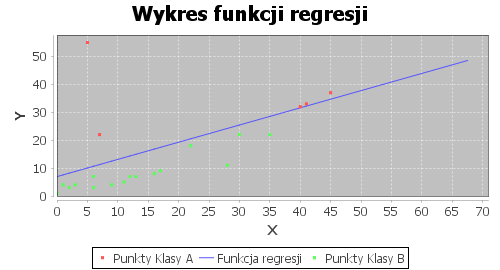 Wykres funkcji regresji
50
40
30
20
10
0
Y
0 5 10 15 20 25 30 35 40 45 50 55 60 65 70
X
Punkty Klasy A Funkcja regresji Punkty Klasy B